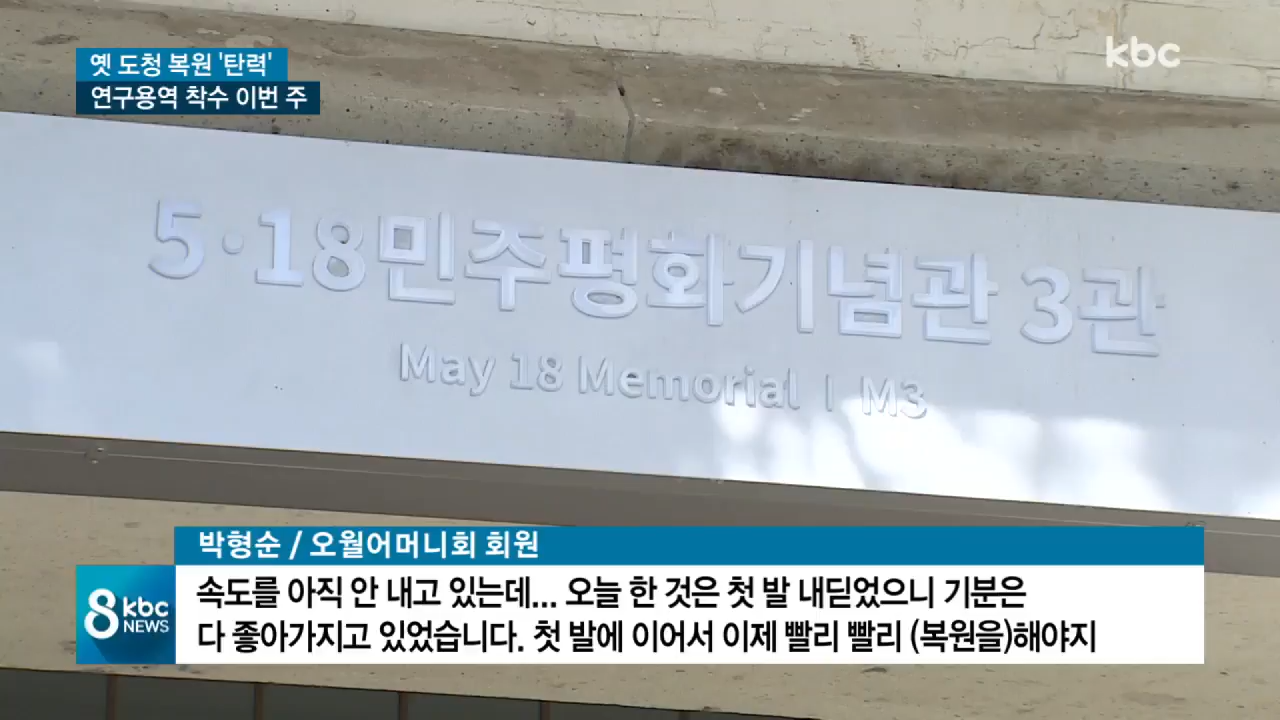 kbc
옛 도청 복원 '탄력'
연구용역 착수 이번 주
5·18민주평화기념관 3관
May 18 Memorial | M3
박형순 / 오월어머니회 회원
8 kbc NEWS
속도를 아직 안 내고 있는데... 오늘 한 것은 첫 발 내딛었으니 기분은
다 좋아가지고 있었습니다. 첫 발에 이어서 이제 빨리 빨리 (복원을)해야지